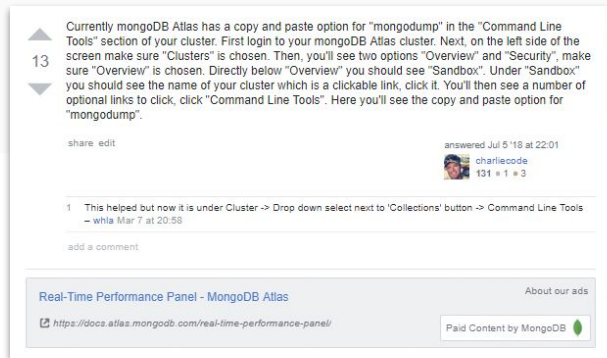 Currently mongoDB Atlas has a copy and paste option for "mongodump" in the "Command Line
Tools" section of your cluster. First login to your mongoDB Atlas cluster. Next, on the left side of the
screen make sure "Clusters" is chosen. Then, you'll see two options "Overview" and "Security", make
sure "Overview" is chosen. Directly below "Overview" you should see "Sandbox". Under "Sandbox"
you should see the name of your cluster which is a clickable link, click it. You'll then see a number of
optional links to click, click "Command Line Tools". Here you'll see the copy and paste option for
"mongodump".
13
share edit
answered Jul 5 '18 at 22:01
charliecode
131 1 3
1 This helped but now it is under Cluster -> Drop down select next to 'Collections' button -> Command Line Tools
– whla Mar 7 at 20:58
add a comment
Real-Time Performance Panel - MongoDB Atlas
About our ads
https://docs.atlas.mongodb.com/real-time-performance-panel/
Paid Content by MongoDB